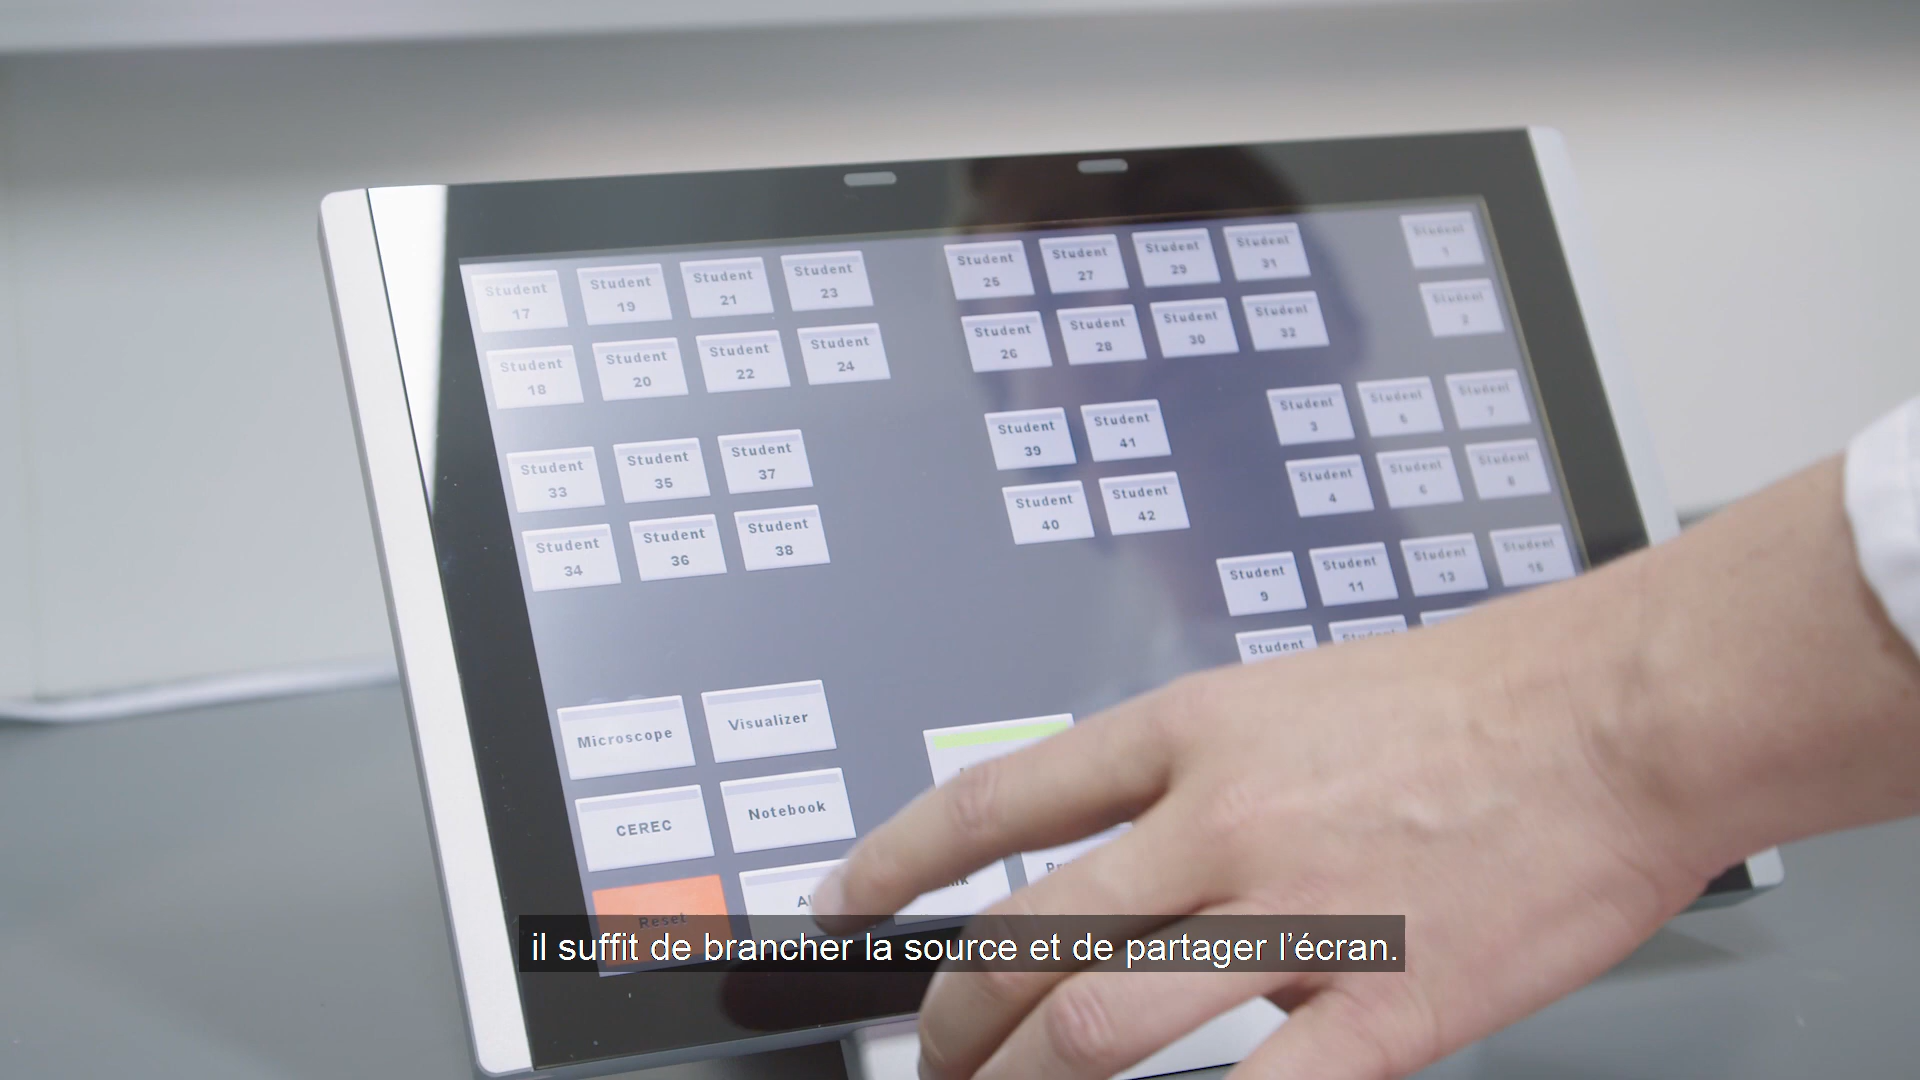 Student
17
Student
19
Student
21
Student
23
Student
25
Student
27
Student
29
Student
31
Student
1
Student
18
Student
20
Student
22
Student
24
Student
26
Student
28
Student
30
Student
32
Student
2
Student
33
Student
35
Student
37
Student
39
Student
41
Student
3
Student
Student
7
Student
34
Student
36
Student
38
Student
40
Student
42
Student
4
Student
6
Student
8
Student
9
Student
11
Student
13
Student
15
Student
Student
Microscope
Visualizer
CEREC
Notebook
Reset
il suffit de brancher la source et de partager l’écran.